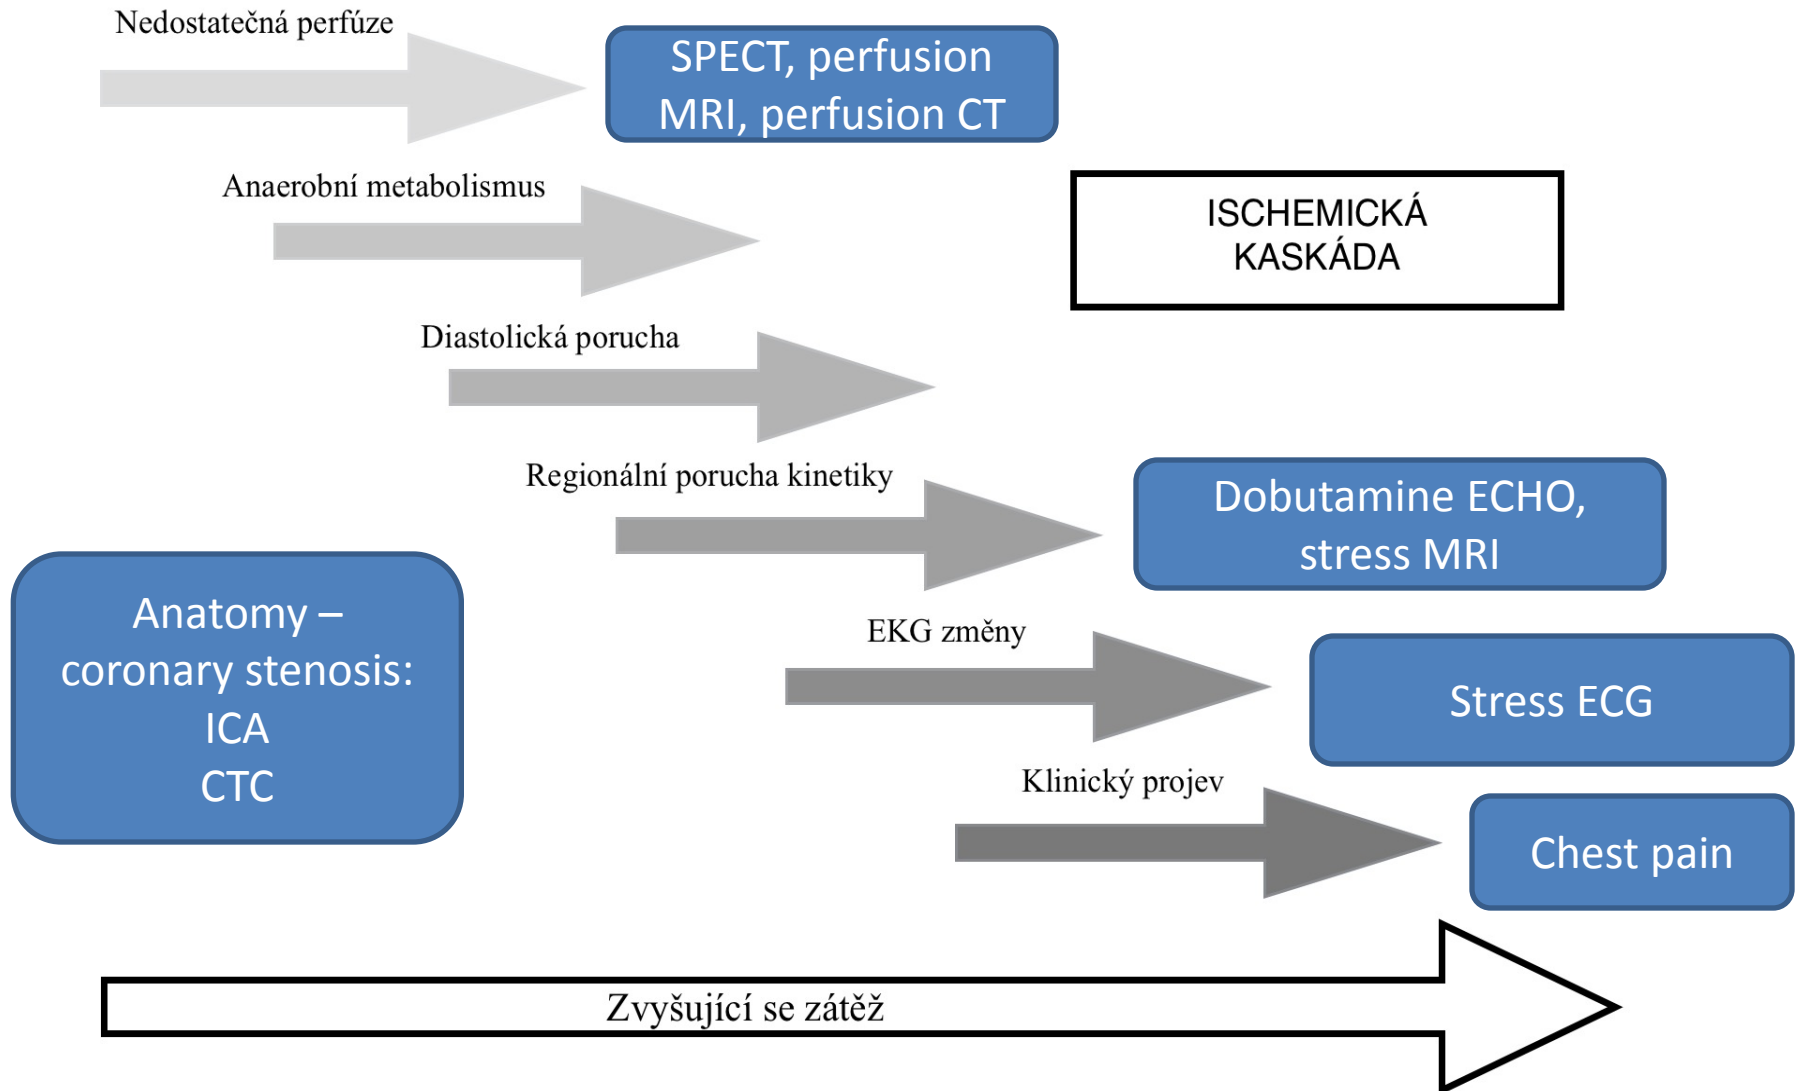 Nedostatečná perfúze
SPECT, perfusion
MRI, perfusion CT
Anaerobní metabolismus
ISCHEMICKÁ
KASKÁDA
Diastolická porucha
Regionální porucha kinetiky
Dobutamine ECHO,
stress MRI
Anatomy –
coronary stenosis:
ICA
CTC
EKG změny
Stress ECG
Klinický projev
Chest pain
Zvyšující se zátěž